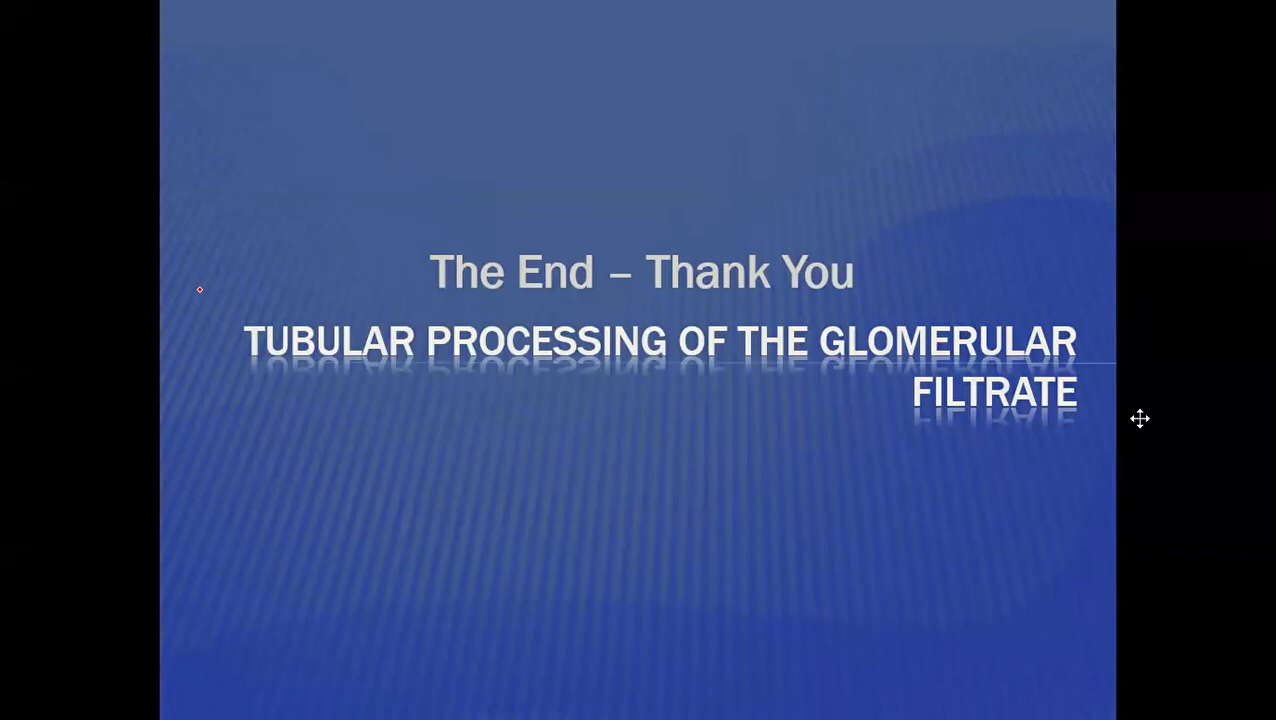 The End – Thank You
TUBULAR PROCESSING OF THE GLOMERULAR
FILTRATE